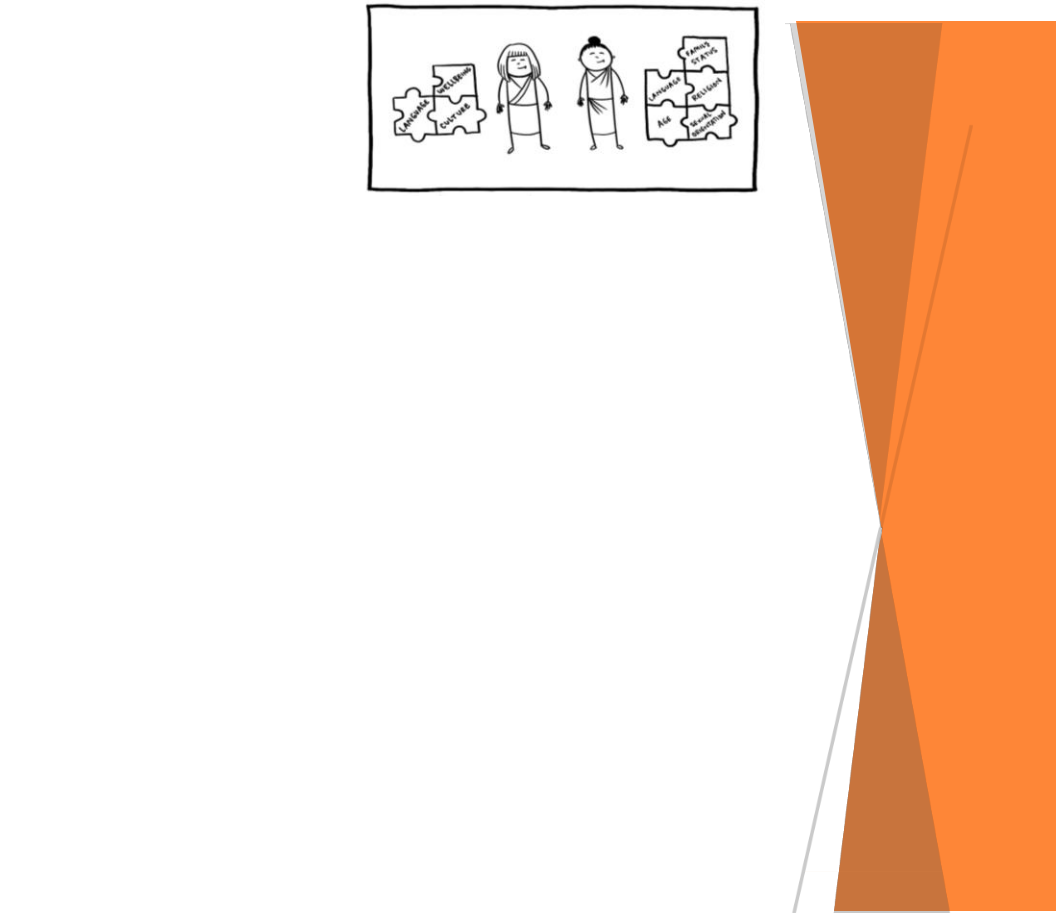 WELLBEING
LANGUAGE
CULTURE
FAMILY
STATUS
LANGUAGE
RELIGION
AGE
SEXUAL
ORIENTATION